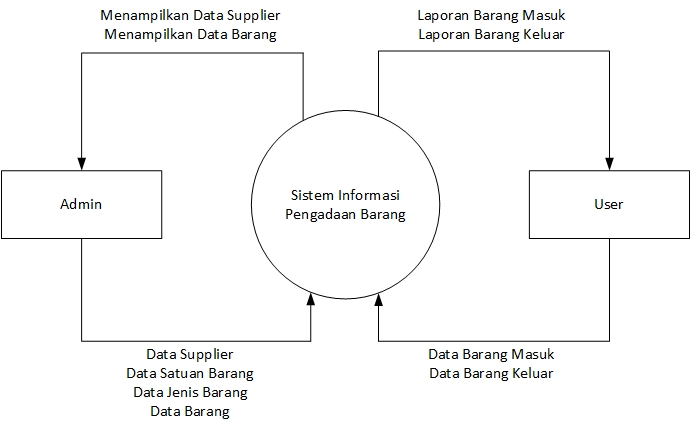 Menampilkan Data Supplier
Menampilkan Data Barang
Laporan Barang Masuk
Laporan Barang Keluar
Admin
Sistem Informasi
Pengadaan Barang
User
Data Supplier
Data Satuan Barang
Data Jenis Barang
Data Barang
Data Barang Masuk
Data Barang Keluar